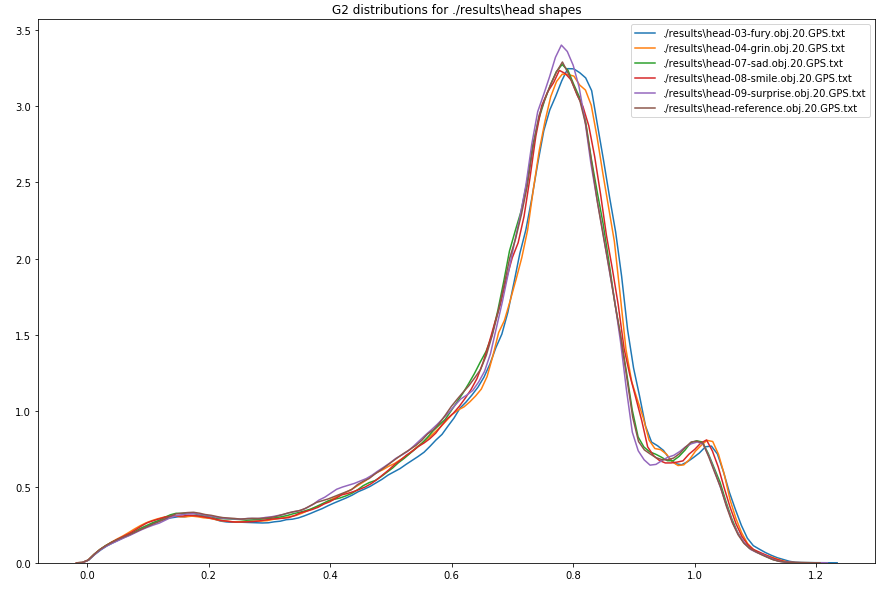 G2 distributions for ./results\head shapes
./results\head-03-fury.obj.20.GPS.txt
./results\head-04-grin.obj.20.GPS.txt
./results\head-07-sad.obj.20.GPS.txt
./results\head-08-smile.obj.20.GPS.txt
./results\head-09-surprise.obj.20.GPS.txt
./results\head-reference.obj.20.GPS.txt
3.5
3.0
2.5
2.0
1.5
1.0
0.5
0.0
0.0 0.2 0.4 0.6 0.8 1.0 1.2